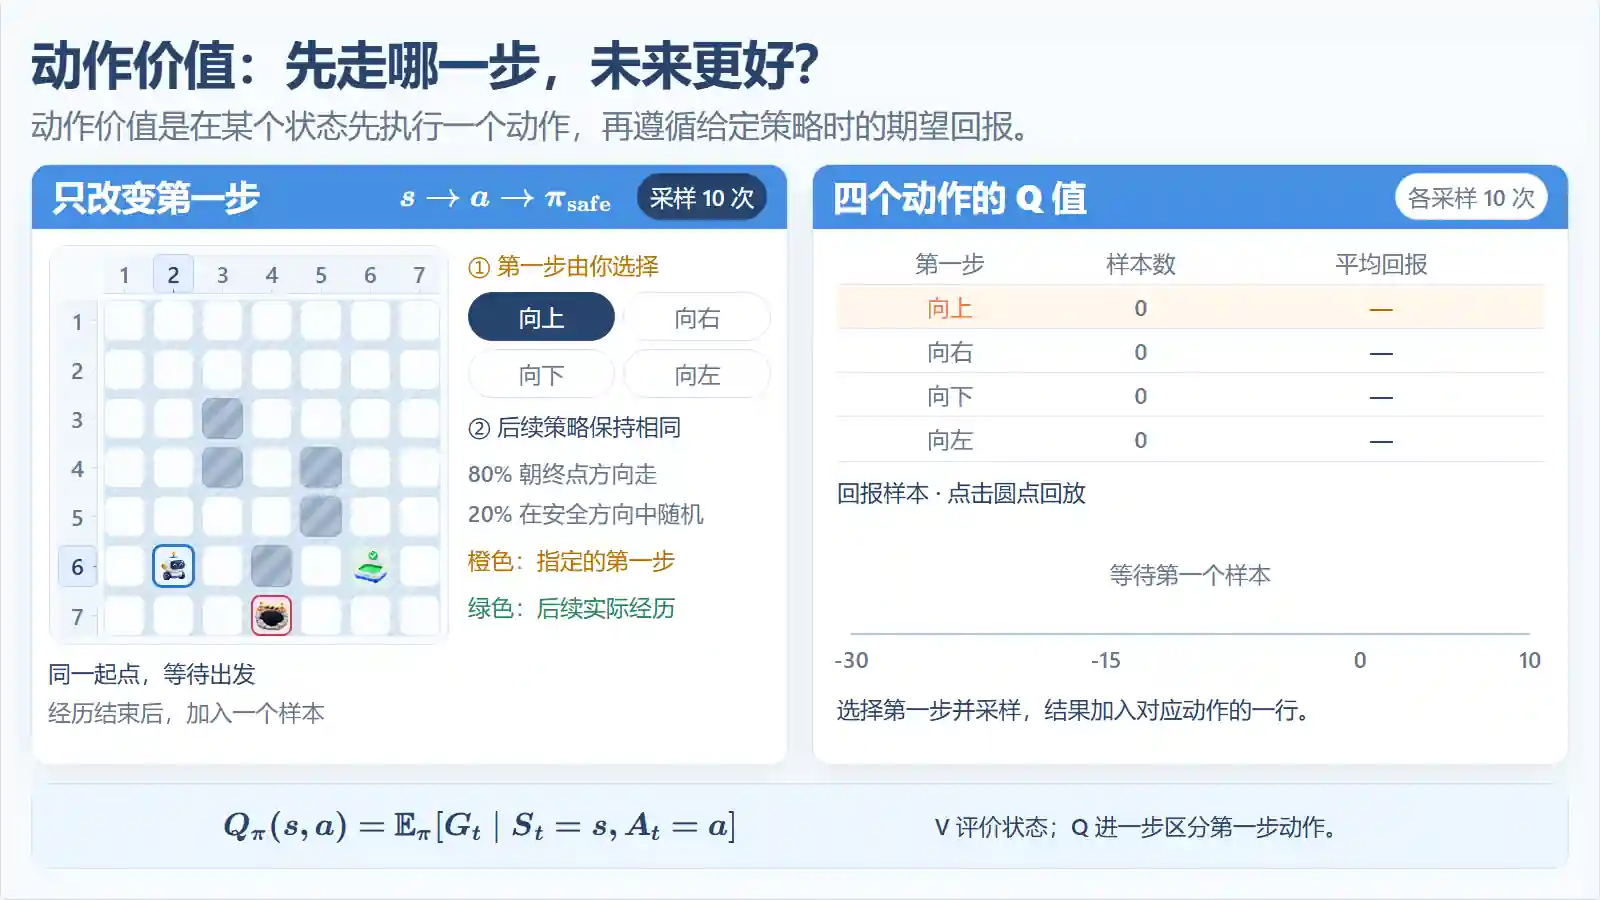 动作价值：先走哪一步，未来更好？
动作价值是在某个状态先执行一个动作，再遵循给定策略时的期望回报。
只改变第一步
s → a → π_safe
采样 10 次
1 2 3 4 5 6 7
1
2
3
4
5
6
7
① 第一步由你选择
向上 向右
向下 向左
② 后续策略保持相同
80% 朝终点方向走
20% 在安全方向中随机
橙色：指定的第一步
绿色：后续实际经历
同一起点，等待出发
经历结束后，加入一个样本
四个动作的 Q 值
各采样 10 次
第一步 样本数 平均回报
向上 0 —
向右 0 —
向下 0 —
向左 0 —
回报样本 · 点击圆点回放
等待第一个样本
-30 -15 0 10
选择第一步并采样，结果加入对应动作的一行。
Q_π(s, a) = 𝔼_π[G_t | S_t = s, A_t = a]
V 评价状态；Q 进一步区分第一步动作。